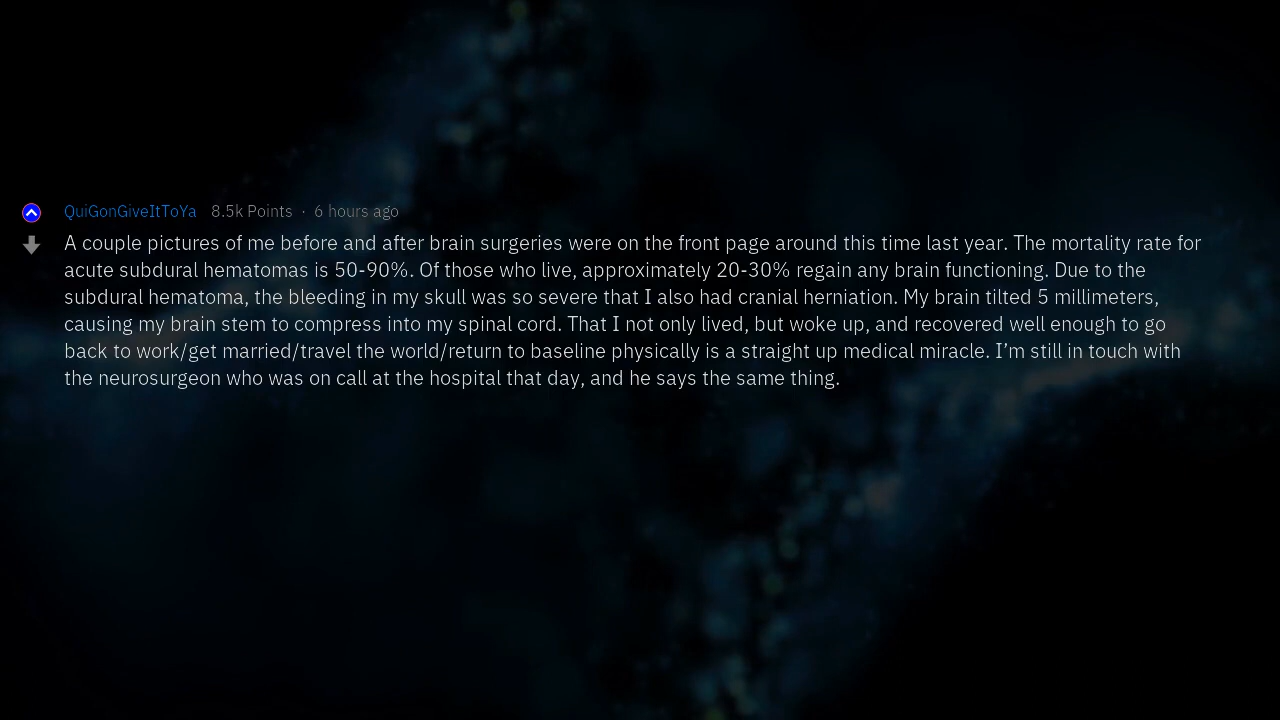 QuiGonGiveItToYa 8.5k Points · 6 hours ago
A couple pictures of me before and after brain surgeries were on the front page around this time last year. The mortality rate for
acute subdural hematomas is 50-90%. Of those who live, approximately 20-30% regain any brain functioning. Due to the
subdural hematoma, the bleeding in my skull was so severe that I also had cranial herniation. My brain tilted 5 millimeters,
causing my brain stem to compress into my spinal cord. That I not only lived, but woke up, and recovered well enough to go
back to work/get married/travel the world/return to baseline physically is a straight up medical miracle. I’m still in touch with
the neurosurgeon who was on call at the hospital that day, and he says the same thing.